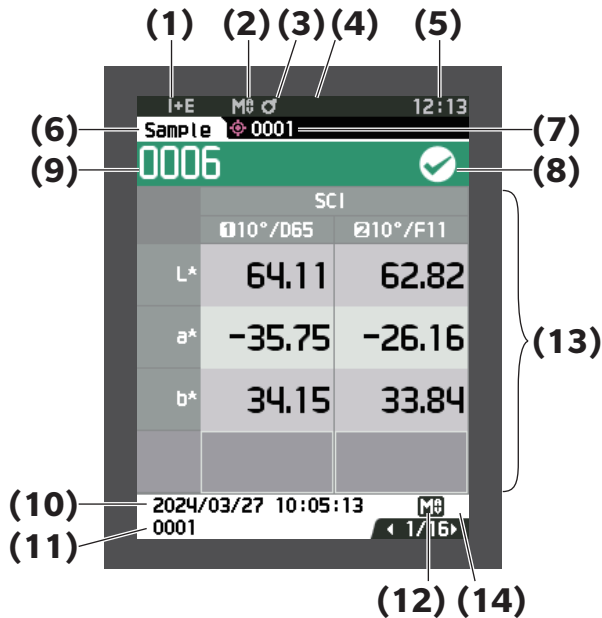 (1) (2) (3) (4) (5)
I+E M 12:13
(6) Sample 0001 (7)
(9) 0006 (8)
SCI
1 10°/D65 2 10°/F11
L* 64.11 62.82
a* -35.75 -26.16
(13)
b* 34.15 33.84
(10) 2024/03/27 10:05:13 M
(11) 0001 1/16
(12) (14)